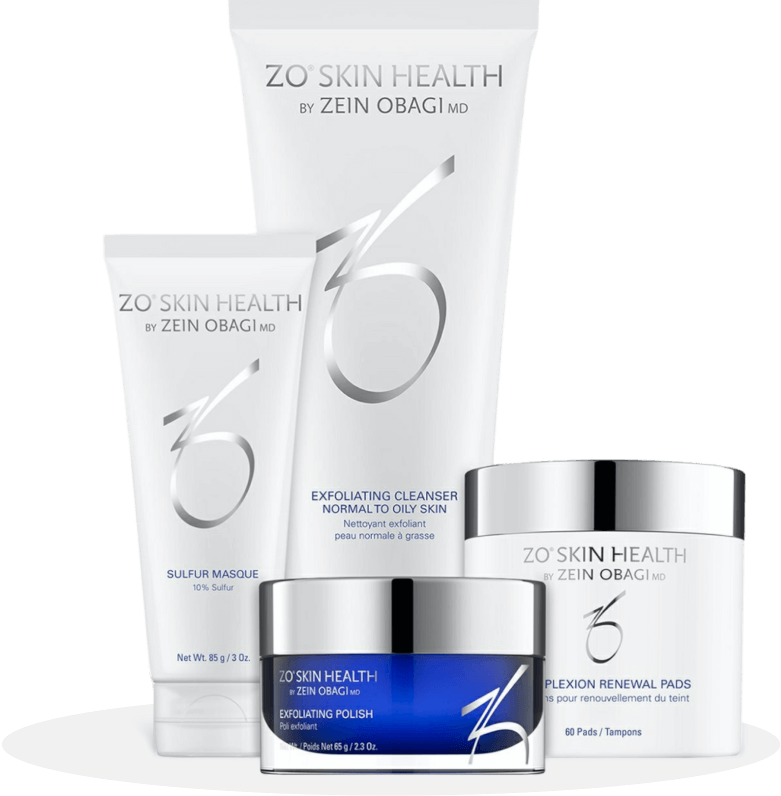 ZO® SKIN HEALTH
BY ZEIN OBAGI MD
EXFOLIATING CLEANSER
NORMAL TO OILY SKIN
Nettoyant exfoliant
peau normale à grasse
ZO® SKIN HEALTH
BY ZEIN OBAGI MD
SULFUR MASQUE
10% Sulfur
Net Wt. 85 g / 3 Oz.
ZO® SKIN HEALTH
BY ZEIN OBAGI MD
EXFOLIATING POLISH
Poli exfoliant
/ Poids Net 65 g / 2.3 Oz.
ZO® SKIN HEALTH
BY ZEIN OBAGI MD
PLEXION RENEWAL PADS
ns pour renouvellement du teint
60 Pads / Tampons